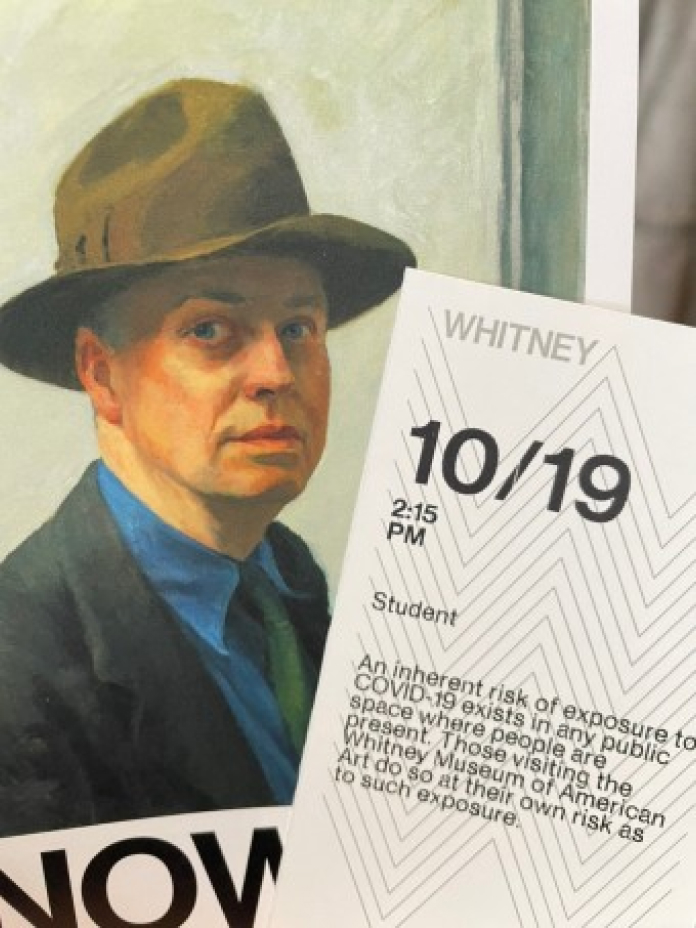 WHITNEY
10/19
2:15
PM
Student
An inherent risk of exposure to
COVID-19 exists in any public
space where people are
present. Those visiting the
Whitney Museum of American
Art do so at their own risk as
to such exposure.
NOW